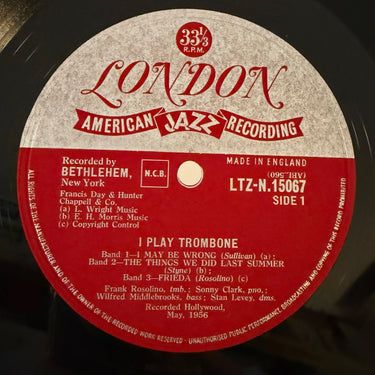 33 1/3
R.P.M.
LONDON
AMERICAN JAZZ RECORDING
Recorded by
BETHLEHEM,
New York
Francis Day & Hunter
Chappell & Co.
(a) L. Wright Music
(b) E. H. Morris Music
(c) Copyright Control
N.C.B.
MADE IN ENGLAND
(ARL.560)
LTZ-N.15067
SIDE 1
I PLAY TROMBONE
Band 1—I MAY BE WRONG (Sullivan) (a) ;
Band 2—THE THINGS WE DID LAST SUMMER
(Styne) (b) ;
Band 3—FRIEDA (Rosolino) (c)
Frank Rosolino, tmb. ; Sonny Clark, pno. ;
Wilfred Middlebrooks, bass ; Stan Levey, dms.
Recorded Hollywood,
May, 1956
ALL RIGHTS OF THE MANUFACTURER AND OF THE OWNER OF THE RECORDED WORK RESERVED · UNAUTHORISED PUBLIC PERFORMANCE, BROADCASTING AND COPYING OF THIS RECORD PROHIBITED